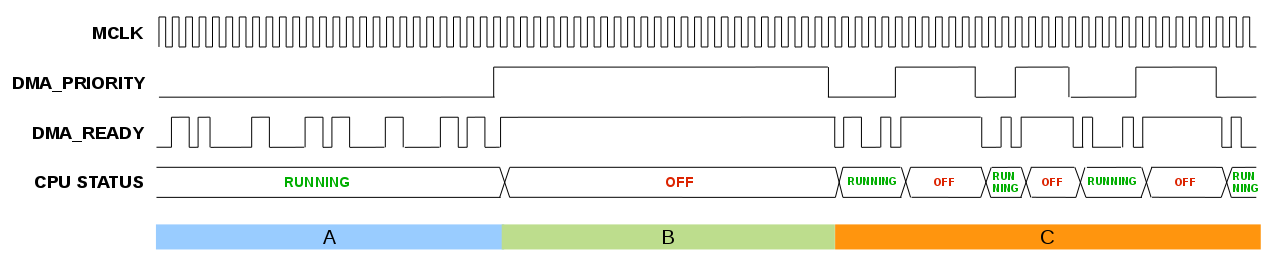 MCLK
DMA_PRIORITY
DMA_READY
CPU STATUS
RUNNING
OFF
RUNNING
OFF
RUN
NING
OFF
RUNNING
OFF
RUN
NING
A
B
C